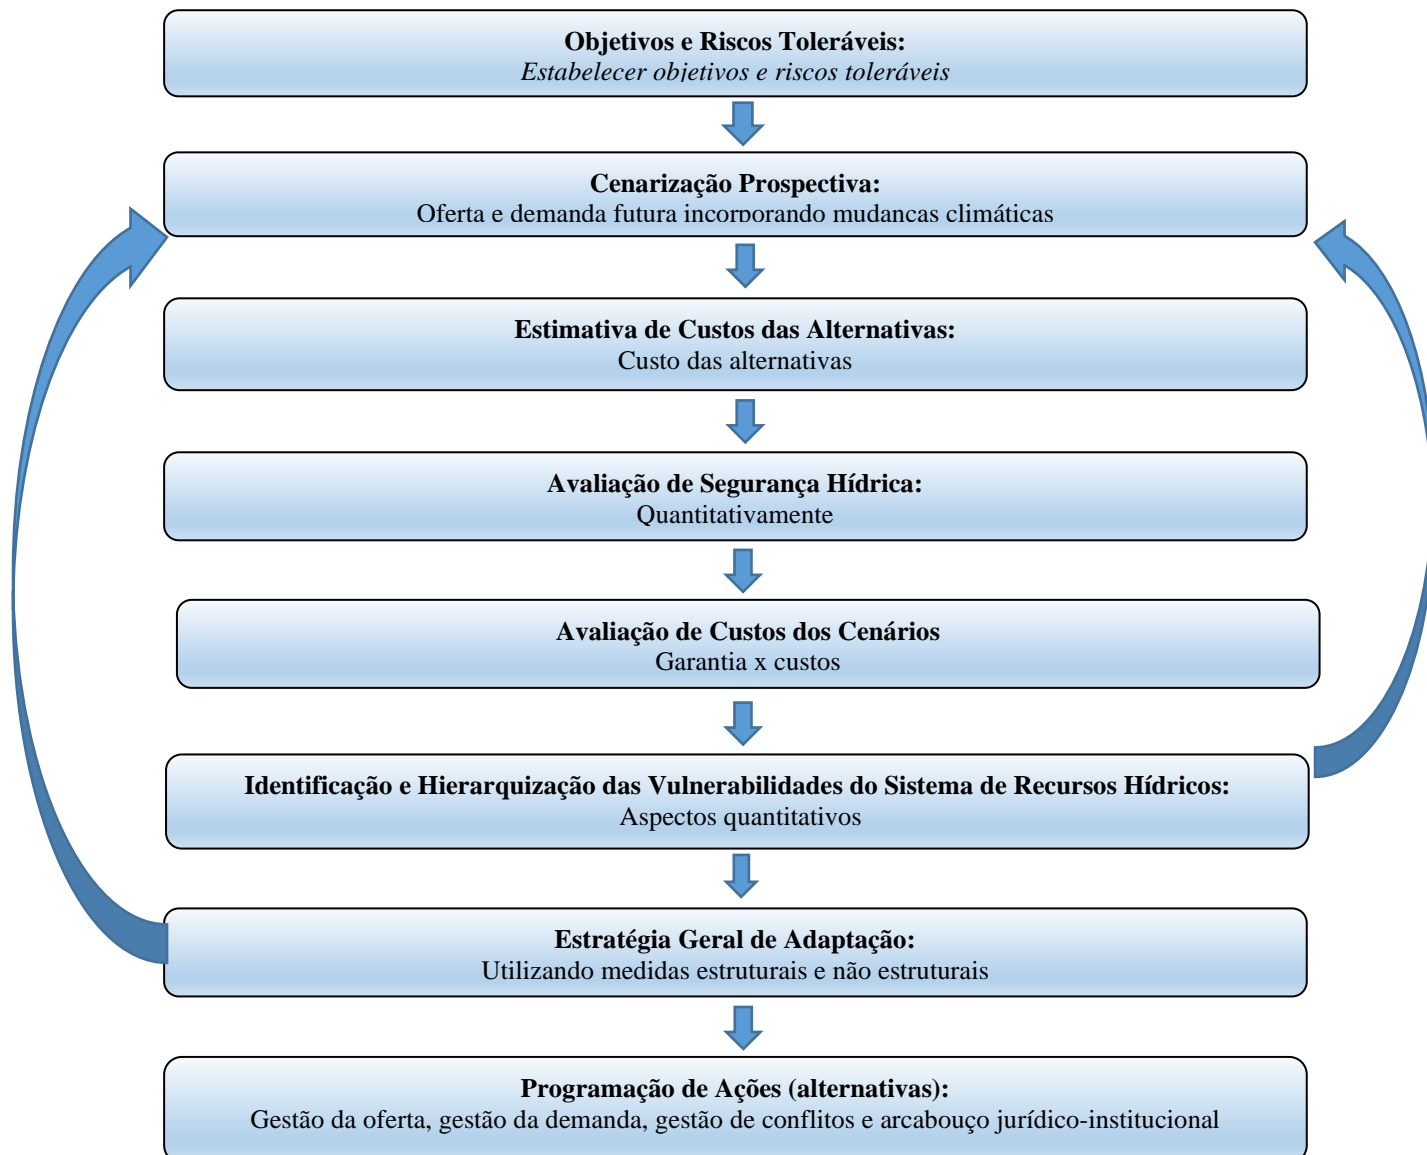 Objetivos e Riscos Toleráveis:
Estabelecer objetivos e riscos toleráveis
Cenarização Prospectiva:
Oferta e demanda futura incorporando mudanças climáticas
Estimativa de Custos das Alternativas:
Custo das alternativas
Avaliação de Segurança Hídrica:
Quantitativamente
Avaliação de Custos dos Cenários
Garantia x custos
Identificação e Hierarquização das Vulnerabilidades do Sistema de Recursos Hídricos:
Aspectos quantitativos
Estratégia Geral de Adaptação:
Utilizando medidas estruturais e não estruturais
Programação de Ações (alternativas):
Gestão da oferta, gestão da demanda, gestão de conflitos e arcabouço jurídico-institucional